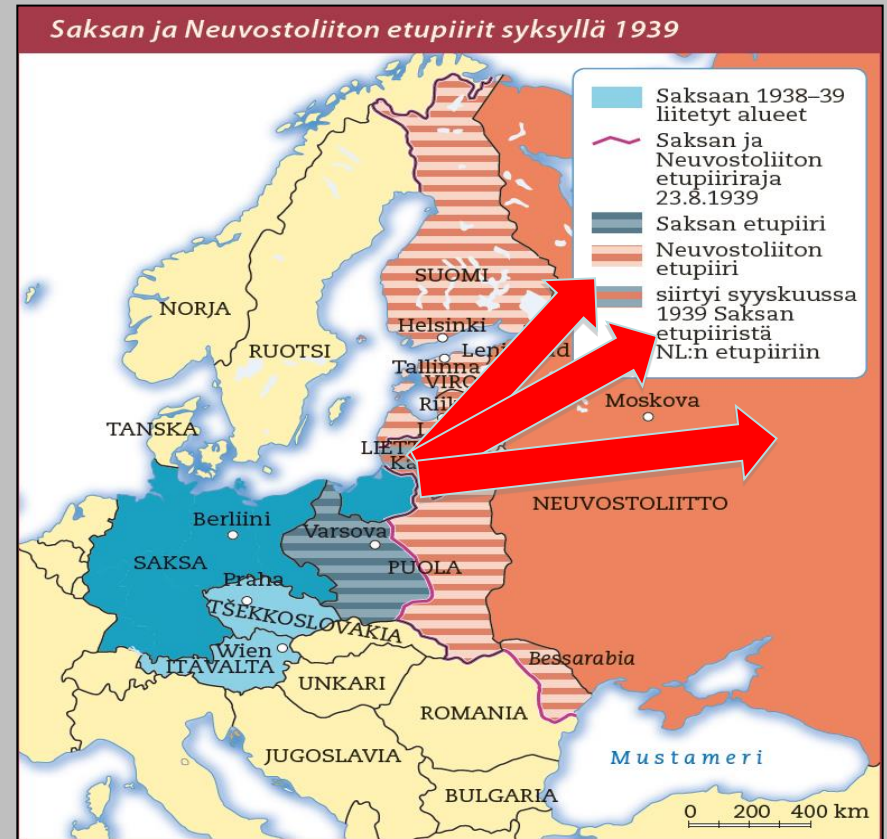 Saksan ja Neuvostoliiton etupiirit syksyllä 1939
Saksaan 1938–39
liitetyt alueet
Saksan ja
Neuvostoliiton
etupiiriraja
23.8.1939
Saksan etupiiri
Neuvostoliiton
etupiiri
siirtyi syyskuussa
1939 Saksan
etupiiristä
NL:n etupiiriin
SUOMI
NORJA
Helsinki
RUOTSI
Tallinna
Moskova
TANSKA
NEUVOSTOLIITTO
Berliini
Varsova
SAKSA
PUOLA
Praha
TŠEKKOSLOVAKIA
Wien
ITÄVALTA
Bessarabia
UNKARI
ROMANIA
JUGOSLAVIA
Mustameri
BULGARIA
0 200 400 km